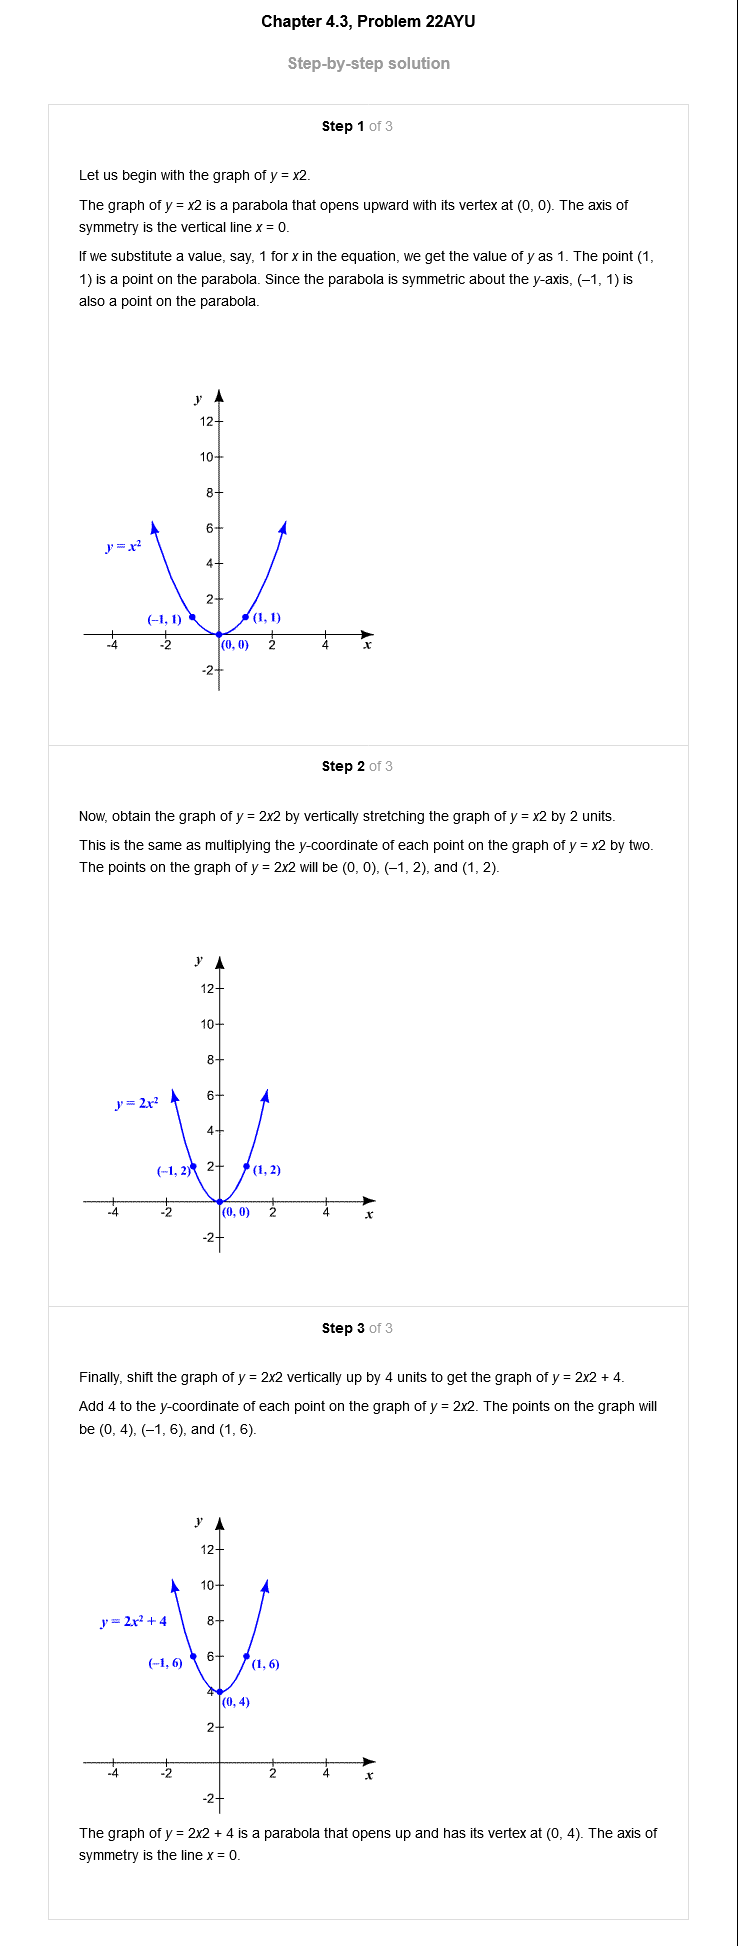 Chapter 4.3, Problem 22AYU
Step-by-step solution
Step 1 of 3
Let us begin with the graph of y = x2.
The graph of y = x2 is a parabola that opens upward with its vertex at (0, 0). The axis of
symmetry is the vertical line x = 0.
If we substitute a value, say, 1 for x in the equation, we get the value of y as 1. The point (1,
1) is a point on the parabola. Since the parabola is symmetric about the y-axis, (–1, 1) is
also a point on the parabola.
y
12
10
8
6
y = x²
4
2
(–1, 1) (1, 1)
-4 -2 (0, 0) 2 4 x
-2
Step 2 of 3
Now, obtain the graph of y = 2x2 by vertically stretching the graph of y = x2 by 2 units.
This is the same as multiplying the y-coordinate of each point on the graph of y = x2 by two.
The points on the graph of y = 2x2 will be (0, 0), (–1, 2), and (1, 2).
y
12
10
8
6
y = 2x²
4
(–1, 2) 2 (1, 2)
-4 -2 (0, 0) 2 4 x
-2
Step 3 of 3
Finally, shift the graph of y = 2x2 vertically up by 4 units to get the graph of y = 2x2 + 4.
Add 4 to the y-coordinate of each point on the graph of y = 2x2. The points on the graph will
be (0, 4), (–1, 6), and (1, 6).
y
12
10
y = 2x² + 4 8
6
(–1, 6) (1, 6)
4
(0, 4)
2
-4 -2 2 4 x
-2
The graph of y = 2x2 + 4 is a parabola that opens up and has its vertex at (0, 4). The axis of
symmetry is the line x = 0.